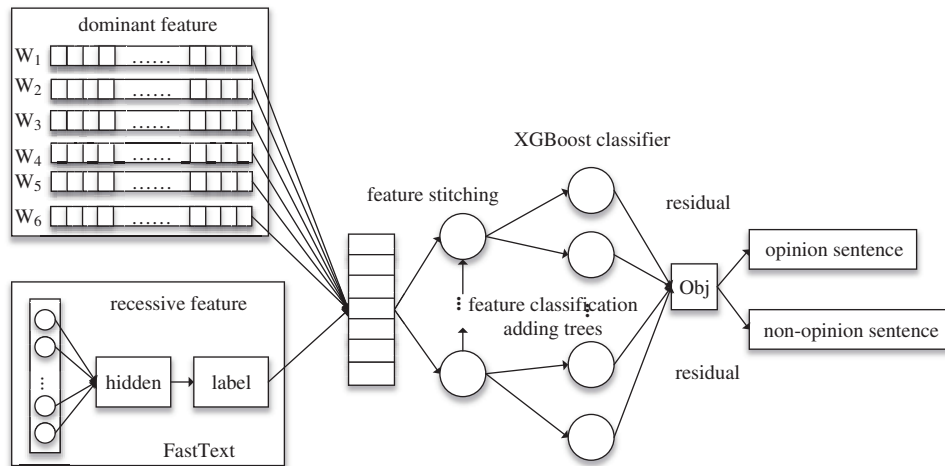 dominant feature
W1 ......
W2 ......
W3 ......
W4 ......
W5 ......
W6 ......
recessive feature
...
hidden
label
FastText
feature stitching
XGBoost classifier
feature classification
adding trees
residual
Obj
residual
opinion sentence
non-opinion sentence